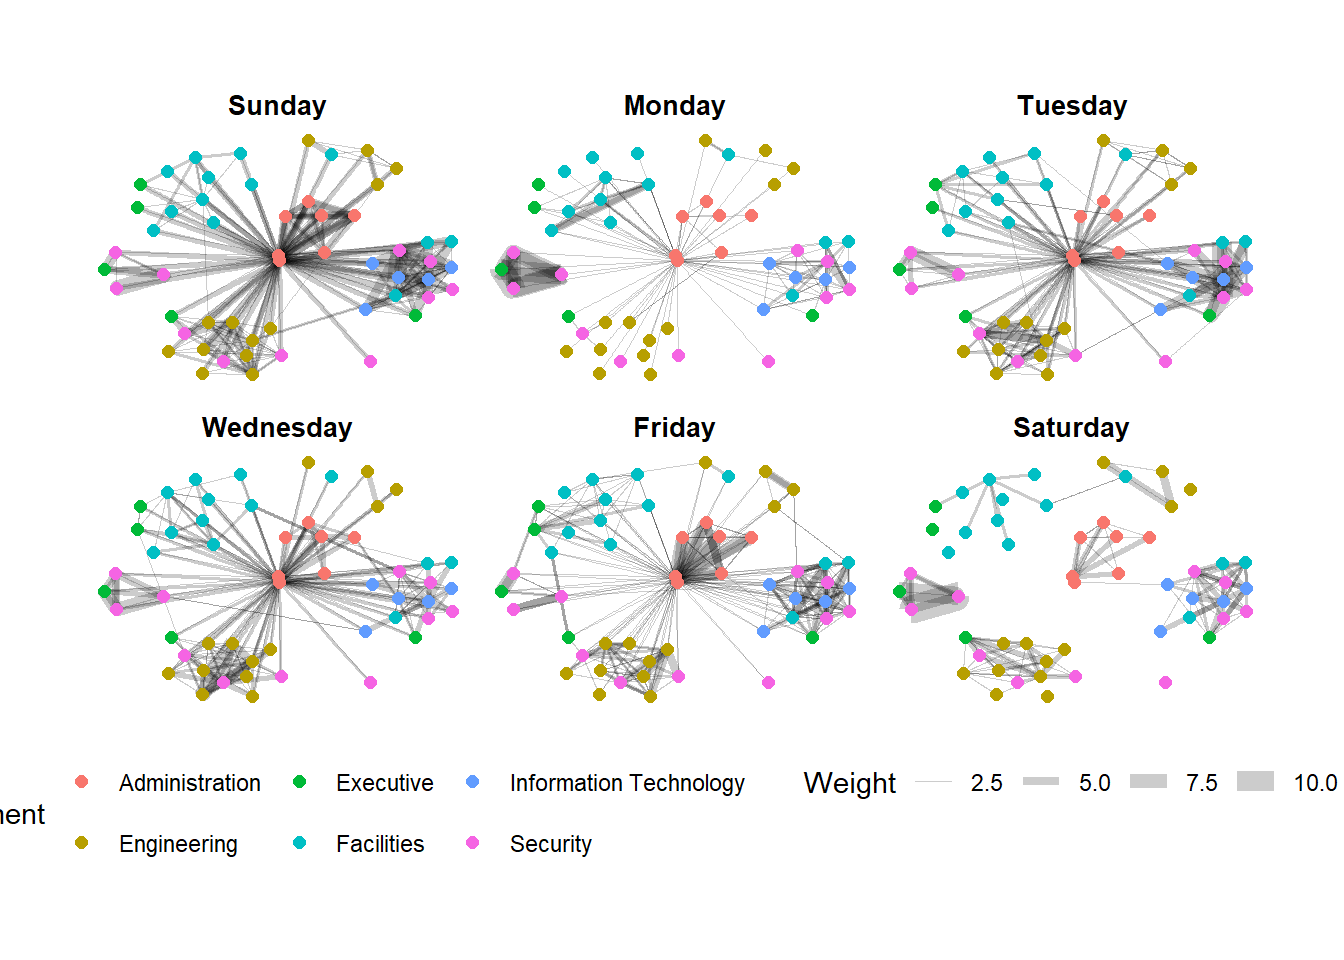 Sunday Monday Tuesday
Wednesday Friday Saturday
Administration Executive Information Technology Weight 2.5 5.0 7.5 10.0
ment
Engineering Facilities Security